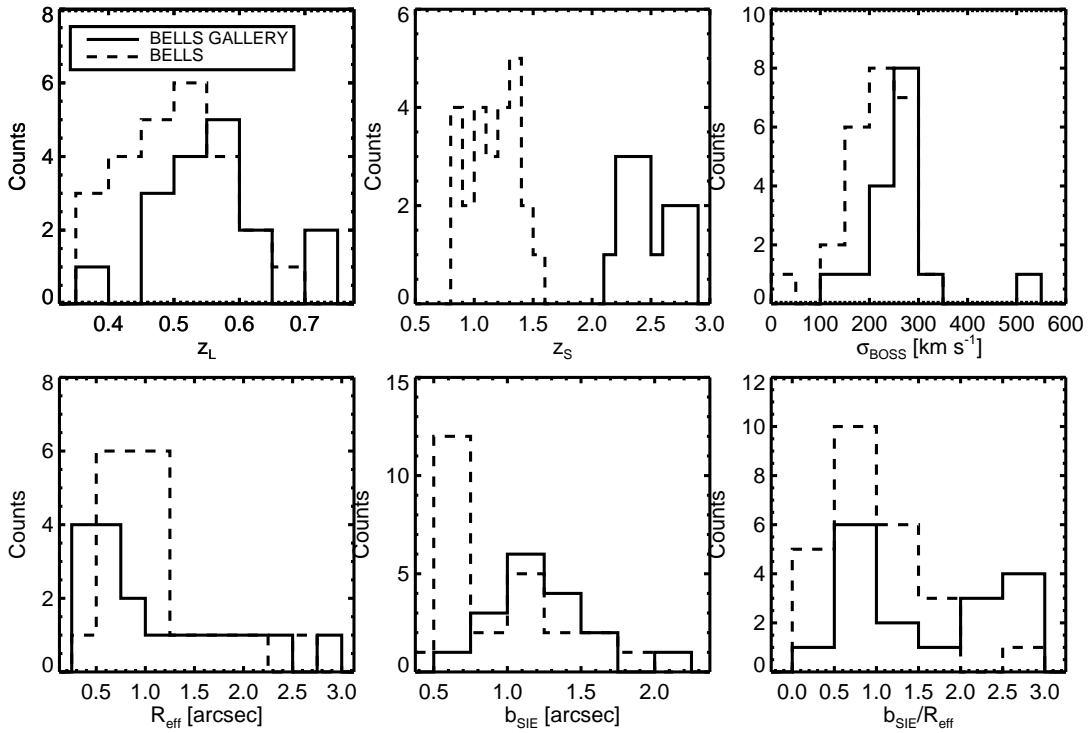 BELLS GALLERY
BELLS
Counts
8
6
4
2
0
0.4 0.5 0.6 0.7
z_L
Counts
6
4
2
0
0.5 1.0 1.5 2.0 2.5 3.0
z_S
Counts
10
8
6
4
2
0
0 100 200 300 400 500 600
σ_BOSS [km s⁻¹]
Counts
8
6
4
2
0
0.5 1.0 1.5 2.0 2.5 3.0
R_eff [arcsec]
Counts
15
10
5
0
0.5 1.0 1.5 2.0
b_SIE [arcsec]
Counts
12
10
8
6
4
2
0
0.0 0.5 1.0 1.5 2.0 2.5 3.0
b_SIE/R_eff